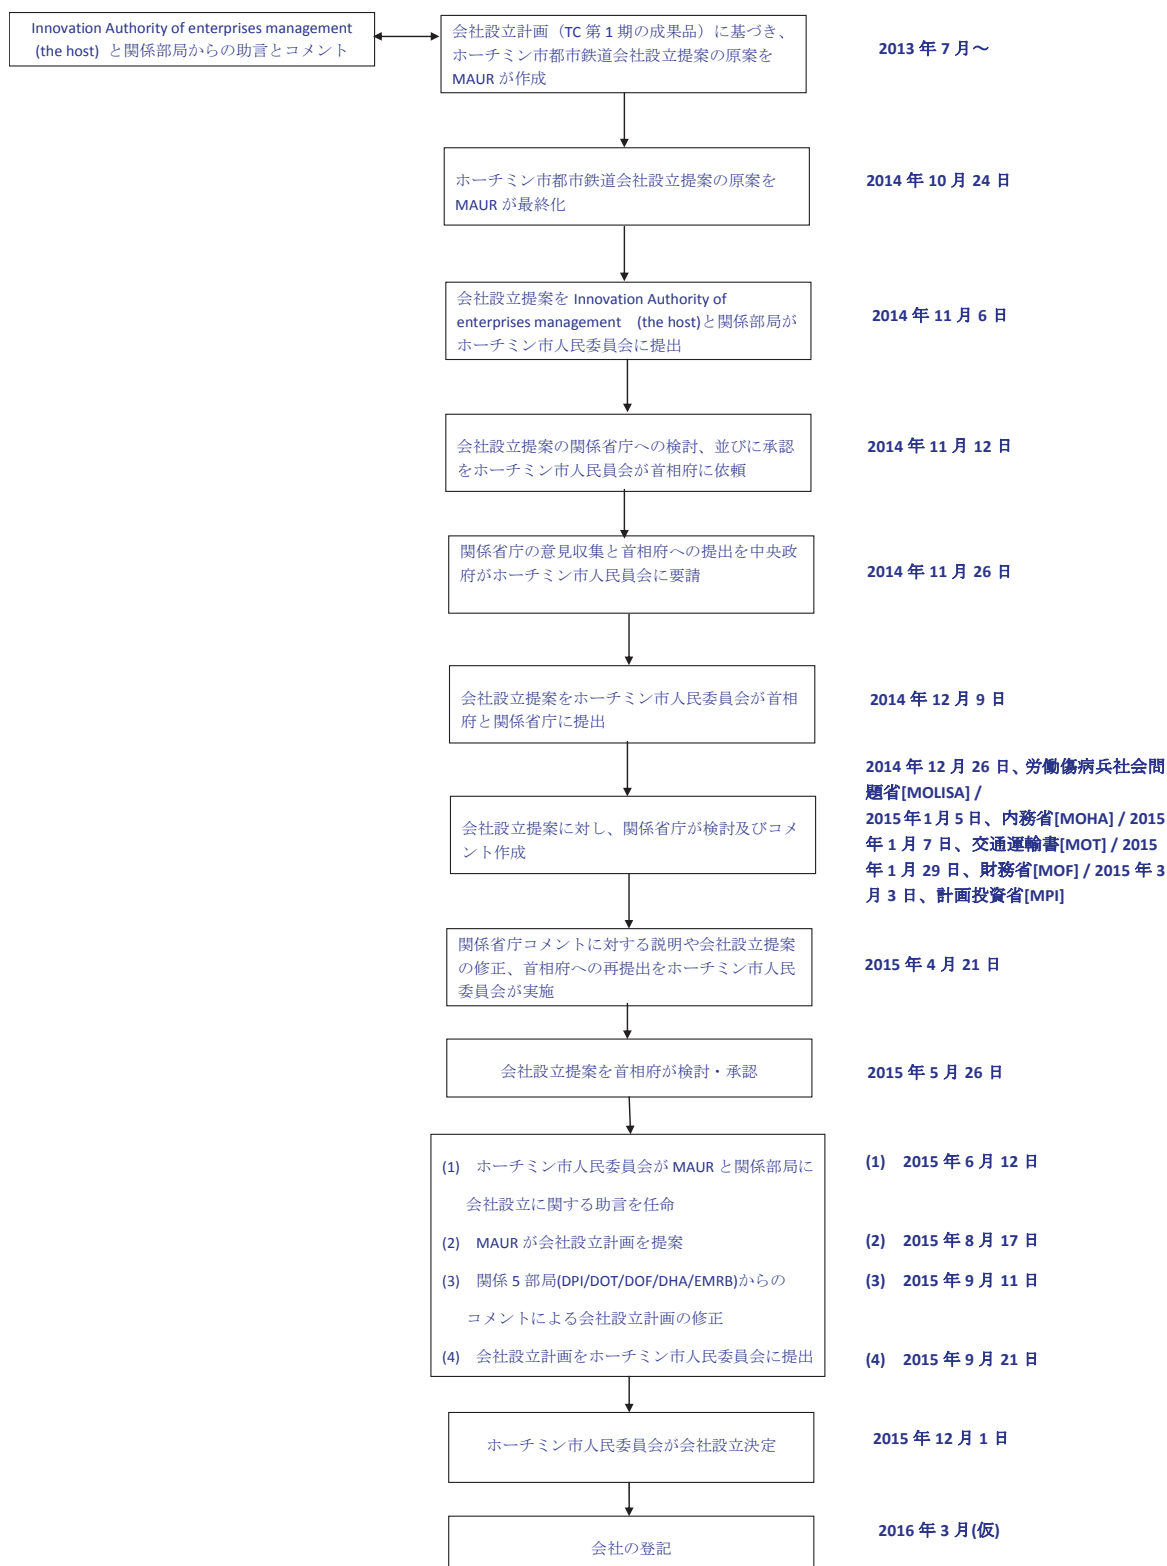 Innovation Authority of enterprises management
(the host) と関係部局からの助言とコメント
会社設立計画（TC 第 1 期の成果品）に基づき、
ホーチミン市都市鉄道会社設立提案の原案を
MAUR が作成
2013 年 7 月～
ホーチミン市都市鉄道会社設立提案の原案を
MAUR が最終化
2014 年 10 月 24 日
会社設立提案を Innovation Authority of
enterprises management (the host)と関係部局が
ホーチミン市人民委員会に提出
2014 年 11 月 6 日
会社設立提案の関係省庁への検討、並びに承認
をホーチミン市人民員会が首相府に依頼
2014 年 11 月 12 日
関係省庁の意見収集と首相府への提出を中央政
府がホーチミン市人民員会に要請
2014 年 11 月 26 日
会社設立提案をホーチミン市人民委員会が首相
府と関係省庁に提出
2014 年 12 月 9 日
会社設立提案に対し、関係省庁が検討及びコメ
ント作成
2014 年 12 月 26 日、労働傷病兵社会問
題省[MOLISA] /
2015 年 1 月 5 日、内務省[MOHA] / 2015
年 1 月 7 日、交通運輸書[MOT] / 2015
年 1 月 29 日、財務省[MOF] / 2015 年 3
月 3 日、計画投資省[MPI]
関係省庁コメントに対する説明や会社設立提案
の修正、首相府への再提出をホーチミン市人民
委員会が実施
2015 年 4 月 21 日
会社設立提案を首相府が検討・承認
2015 年 5 月 26 日
(1) ホーチミン市人民委員会が MAUR と関係部局に
会社設立に関する助言を任命
(2) MAUR が会社設立計画を提案
(3) 関係 5 部局(DPI/DOT/DOF/DHA/EMRB)からの
コメントによる会社設立計画の修正
(4) 会社設立計画をホーチミン市人民委員会に提出
(1) 2015 年 6 月 12 日
(2) 2015 年 8 月 17 日
(3) 2015 年 9 月 11 日
(4) 2015 年 9 月 21 日
ホーチミン市人民委員会が会社設立決定
2015 年 12 月 1 日
会社の登記
2016 年 3 月(仮)